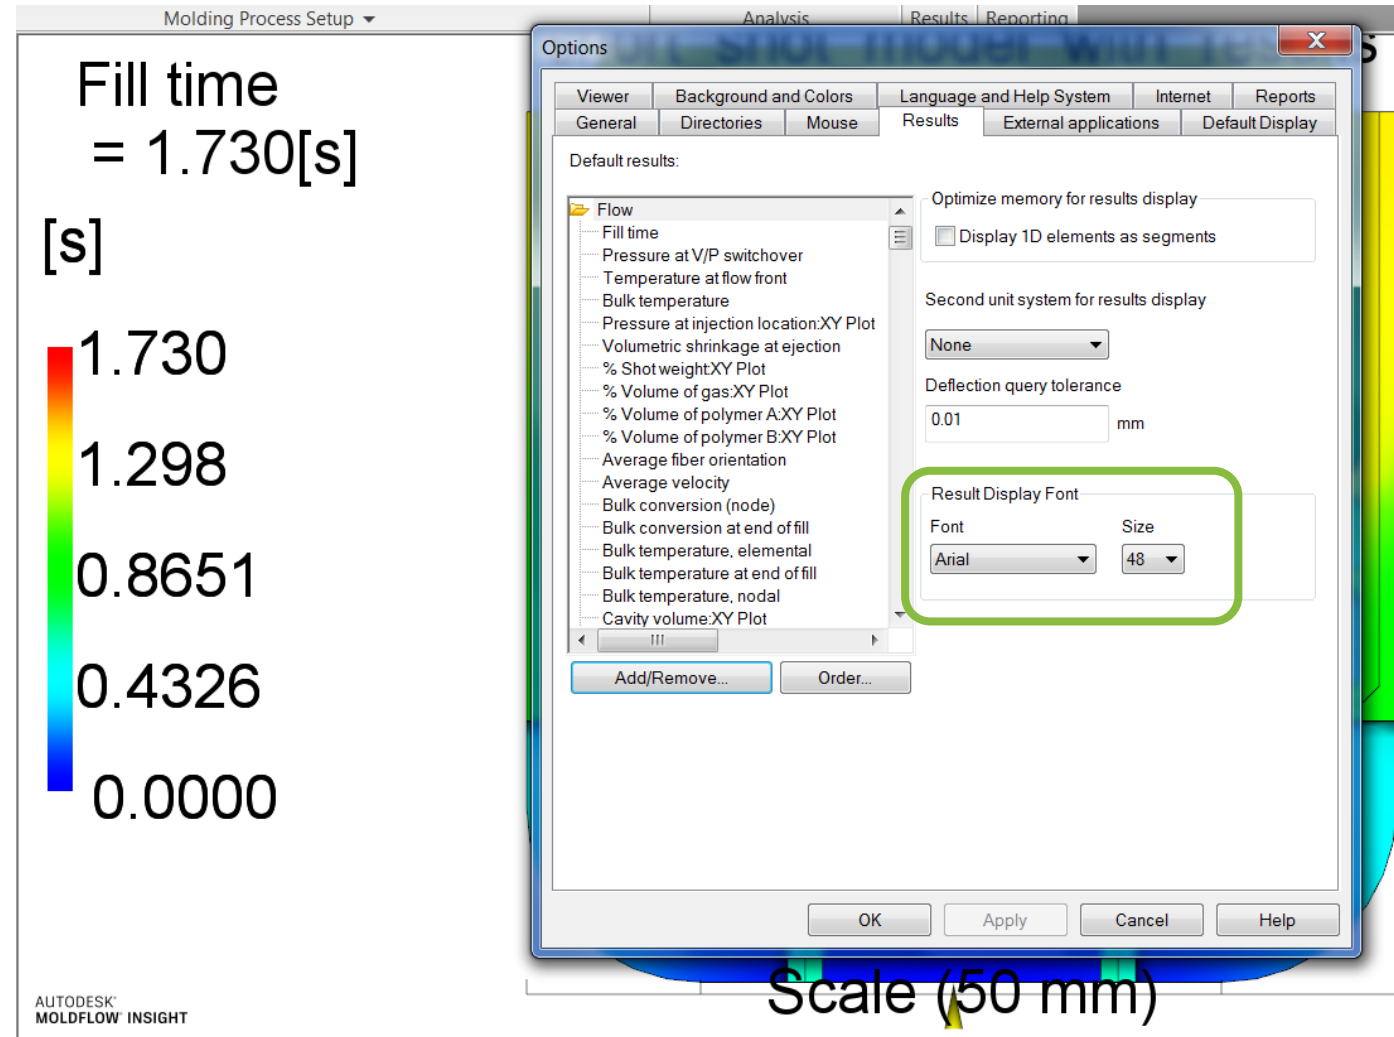 Molding Process Setup
Analysis
Results
Reporting
Fill time
= 1.730[s]
[s]
1.730
1.298
0.8651
0.4326
0.0000
AUTODESK®
MOLDFLOW® INSIGHT
shot model with
Options
X
Viewer
Background and Colors
Language and Help System
Internet
Reports
General
Directories
Mouse
Results
External applications
Default Display
Default results:
Flow
Fill time
Pressure at V/P switchover
Temperature at flow front
Bulk temperature
Pressure at injection location:XY Plot
Volumetric shrinkage at ejection
% Shot weight:XY Plot
% Volume of gas:XY Plot
% Volume of polymer A:XY Plot
% Volume of polymer B:XY Plot
Average fiber orientation
Average velocity
Bulk conversion (node)
Bulk conversion at end of fill
Bulk temperature, elemental
Bulk temperature at end of fill
Bulk temperature, nodal
Cavity volume:XY Plot
Add/Remove...
Order...
Optimize memory for results display
Display 1D elements as segments
Second unit system for results display
None
Deflection query tolerance
0.01
mm
Result Display Font
Font
Size
Arial
48
OK
Apply
Cancel
Help
Scale (50 mm)